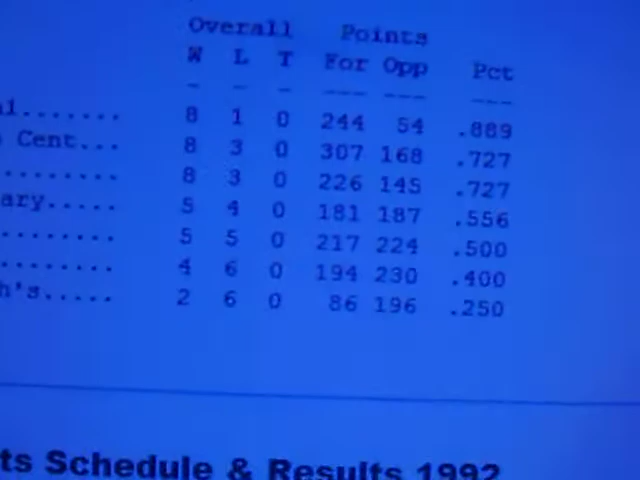 Overall Points
W L T For Opp Pct
- - - --- --- ---
al....... 8 1 0 244 54 .889
Cent... 8 3 0 307 168 .727
........ 8 3 0 226 145 .727
ary..... 5 4 0 181 187 .556
........ 5 5 0 217 224 .500
........ 4 6 0 194 230 .400
h's..... 2 6 0 86 196 .250
ts Schedule & Results 1992